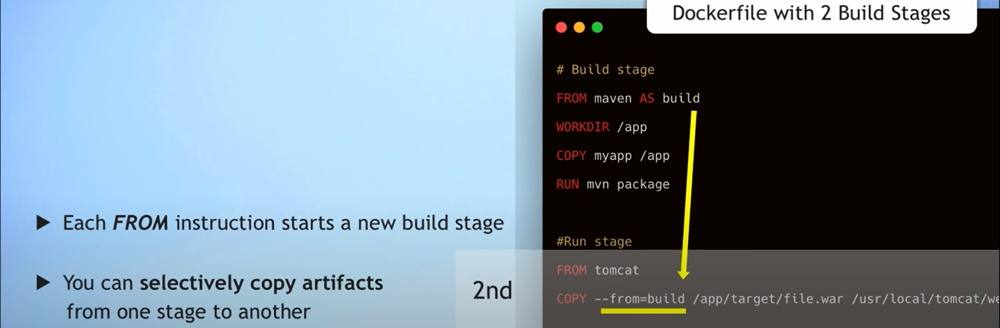 Dockerfile with 2 Build Stages
# Build stage
FROM maven AS build
WORKDIR /app
COPY myapp /app
RUN mvn package
#Run stage
FROM tomcat
COPY --from=build /app/target/file.war /usr/local/tomcat/we
Each FROM instruction starts a new build stage
You can selectively copy artifacts
from one stage to another
2nd